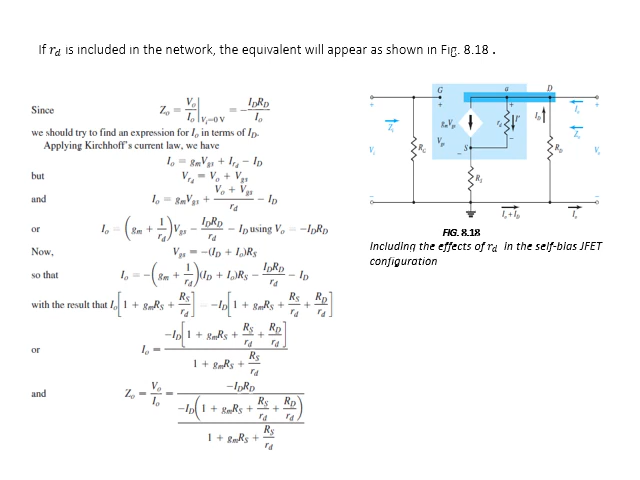 If r_d is included in the network, the equivalent will appear as shown in Fig. 8.18 .
Since Z_o = V_o/I_o |V_i=0V = -I_D R_D/I_o
we should try to find an expression for I_o in terms of I_D.
Applying Kirchhoff's current law, we have
I_o = g_m V_gs + I_{r_d} - I_D
but V_{r_d} = V_o + V_gs
and I_o = g_m V_gs + (V_o + V_gs)/r_d - I_D
or I_o = (g_m + 1/r_d)V_gs - I_D R_D/r_d - I_D using V_o = -I_D R_D
Now, V_gs = -(I_D + I_o)R_S
so that I_o = -(g_m + 1/r_d)(I_D + I_o)R_S - I_D R_D/r_d - I_D
with the result that I_o[1 + g_m R_S + R_S/r_d] = -I_D[1 + g_m R_S + R_S/r_d + R_D/r_d]
or I_o = -I_D[1 + g_m R_S + R_S/r_d + R_D/r_d] / (1 + g_m R_S + R_S/r_d)
and Z_o = V_o/I_o = -I_D R_D / (-I_D(1 + g_m R_S + R_S/r_d + R_D/r_d) / (1 + g_m R_S + R_S/r_d))
G
a
D
+
+
+
+
I_o
Z_i
g_m V_gs
r_d
I'
I_D
Z_o
V_i
R_G
V_gs
-
S
-
R_D
V_o
R_S
I_o + I_D
I_o
FIG. 8.18
Including the effects of r_d in the self-bias JFET
configuration